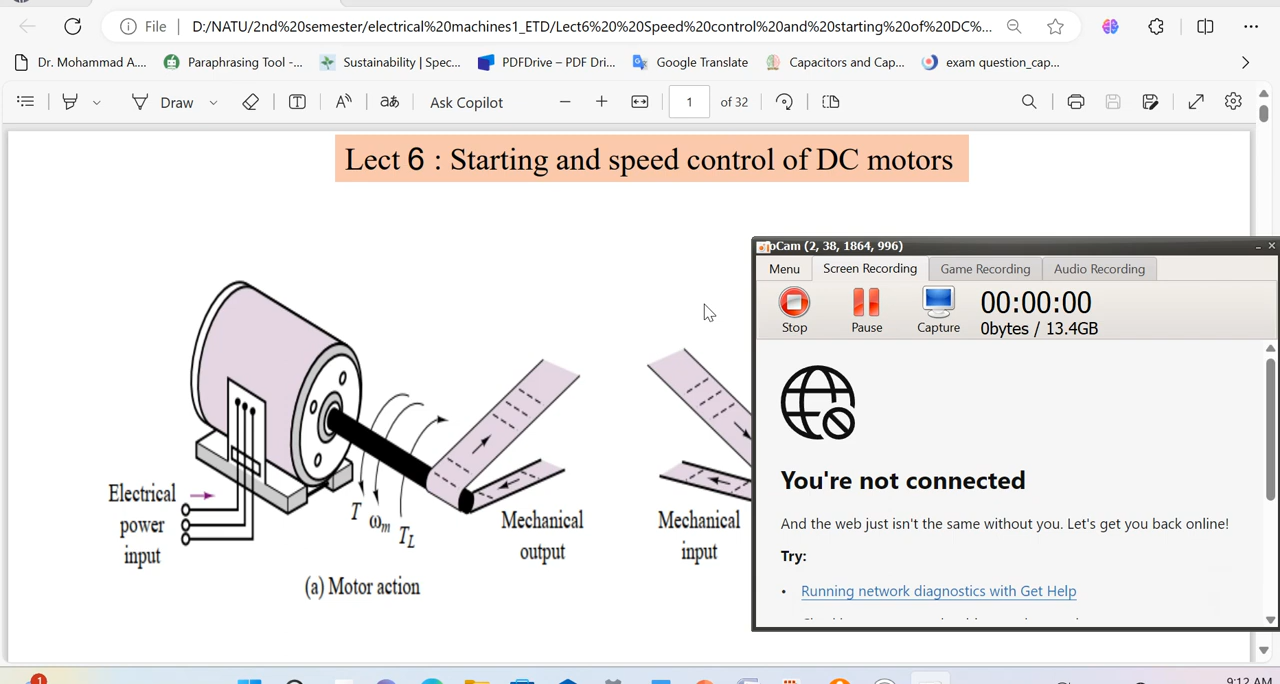 File
D:/NATU/2nd%20semester/electrical%20machines1_ETD/Lect6%20%20Speed%20control%20and%20starting%20of%20DC%...
Dr. Mohammad A....
Paraphrasing Tool -...
Sustainability | Spec...
PDFDrive – PDF Dri...
Google Translate
Capacitors and Cap...
exam question_cap...
Draw
Ask Copilot
1
of 32
Lect 6 : Starting and speed control of DC motors
Electrical
power
input
T
ωm
TL
Mechanical
output
(a) Motor action
Mechanical
input
(2, 38, 1864, 996)
Menu
Screen Recording
Game Recording
Audio Recording
Stop
Pause
Capture
00:00:00
0bytes / 13.4GB
You're not connected
And the web just isn't the same without you. Let's get you back online!
Try:
• Running network diagnostics with Get Help
1
9:12 AM